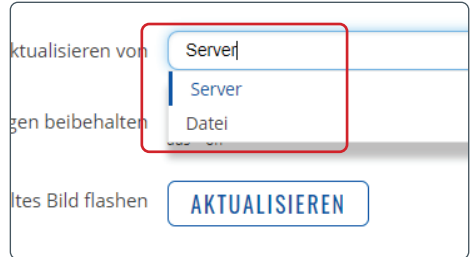 ktualisieren von Server
Server
gen beibehalten Datei
ltes Bild flashen AKTUALISIEREN